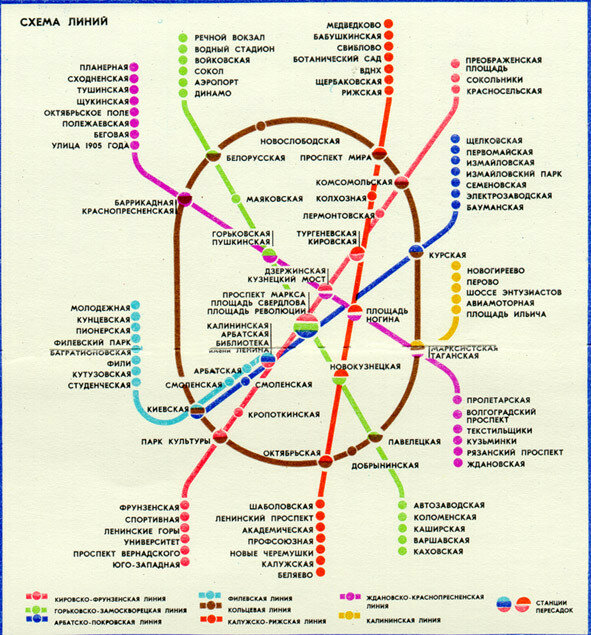 СХЕМА ЛИНИЙ
РЕЧНОЙ ВОКЗАЛ
ВОДНЫЙ СТАДИОН
ВОЙКОВСКАЯ
СОКОЛ
АЭРОПОРТ
ДИНАМО
МЕДВЕДКОВО
БАБУШКИНСКАЯ
СВИБЛОВО
БОТАНИЧЕСКИЙ САД
ВДНХ
ЩЕРБАКОВСКАЯ
РИЖСКАЯ
ПРЕОБРАЖЕНСКАЯ
ПЛОЩАДЬ
СОКОЛЬНИКИ
КРАСНОСЕЛЬСКАЯ
ПЛАНЕРНАЯ
СХОДНЕНСКАЯ
ТУШИНСКАЯ
ЩУКИНСКАЯ
ОКТЯБРЬСКОЕ ПОЛЕ
ПОЛЕЖАЕВСКАЯ
БЕГОВАЯ
УЛИЦА 1905 ГОДА
ЩЕЛКОВСКАЯ
ПЕРВОМАЙСКАЯ
ИЗМАЙЛОВСКАЯ
ИЗМАЙЛОВСКИЙ ПАРК
СЕМЕНОВСКАЯ
ЭЛЕКТРОЗАВОДСКАЯ
БАУМАНСКАЯ
НОВОСЛОБОДСКАЯ
БЕЛОРУССКАЯ
ПРОСПЕКТ МИРА
КОМСОМОЛЬСКАЯ
МАЯКОВСКАЯ
КОЛХОЗНАЯ
БАРРИКАДНАЯ
КРАСНОПРЕСНЕНСКАЯ
ЛЕРМОНТОВСКАЯ
ГОРЬКОВСКАЯ
ПУШКИНСКАЯ
ТУРГЕНЕВСКАЯ
КИРОВСКАЯ
КУРСКАЯ
ДЗЕРЖИНСКАЯ
КУЗНЕЦКИЙ МОСТ
НОВОГИРЕЕВО
ПЕРОВО
ШОССЕ ЭНТУЗИАСТОВ
АВИАМОТОРНАЯ
ПЛОЩАДЬ ИЛЬИЧА
ПРОСПЕКТ МАРКСА
ПЛОЩАДЬ СВЕРДЛОВА
ПЛОЩАДЬ РЕВОЛЮЦИИ
ПЛОЩАДЬ
НОГИНА
МОЛОДЕЖНАЯ
КУНЦЕВСКАЯ
ПИОНЕРСКАЯ
ФИЛЕВСКИЙ ПАРК
БАГРАТИОНОВСКАЯ
ФИЛИ
КУТУЗОВСКАЯ
СТУДЕНЧЕСКАЯ
КАЛИНИНСКАЯ
АРБАТСКАЯ
БИБЛИОТЕКА
ИМЕНИ ЛЕНИНА
МАРКСИСТСКАЯ
ТАГАНСКАЯ
АРБАТСКАЯ
СМОЛЕНСКАЯ
СМОЛЕНСКАЯ
НОВОКУЗНЕЦКАЯ
КИЕВСКАЯ
КРОПОТКИНСКАЯ
ПАРК КУЛЬТУРЫ
ОКТЯБРЬСКАЯ
ПАВЕЛЕЦКАЯ
ДОБРЫНИНСКАЯ
ПРОЛЕТАРСКАЯ
ВОЛГОГРАДСКИЙ
ПРОСПЕКТ
ТЕКСТИЛЬЩИКИ
КУЗЬМИНКИ
РЯЗАНСКИЙ ПРОСПЕКТ
ЖДАНОВСКАЯ
ФРУНЗЕНСКАЯ
СПОРТИВНАЯ
ЛЕНИНСКИЕ ГОРЫ
УНИВЕРСИТЕТ
ПРОСПЕКТ ВЕРНАДСКОГО
ЮГО-ЗАПАДНАЯ
ШАБОЛОВСКАЯ
ЛЕНИНСКИЙ ПРОСПЕКТ
АКАДЕМИЧЕСКАЯ
ПРОФСОЮЗНАЯ
НОВЫЕ ЧЕРЕМУШКИ
КАЛУЖСКАЯ
БЕЛЯЕВО
АВТОЗАВОДСКАЯ
КОЛОМЕНСКАЯ
КАШИРСКАЯ
ВАРШАВСКАЯ
КАХОВСКАЯ
КИРОВСКО-ФРУНЗЕНСКАЯ ЛИНИЯ
ГОРЬКОВСКО-ЗАМОСКВОРЕЦКАЯ ЛИНИЯ
АРБАТСКО-ПОКРОВСКАЯ ЛИНИЯ
ФИЛЕВСКАЯ ЛИНИЯ
КОЛЬЦЕВАЯ ЛИНИЯ
КАЛУЖСКО-РИЖСКАЯ ЛИНИЯ
ЖДАНОВСКО-КРАСНОПРЕСНЕНСКАЯ
ЛИНИЯ
КАЛИНИНСКАЯ ЛИНИЯ
СТАНЦИИ
ПЕРЕСАДОК